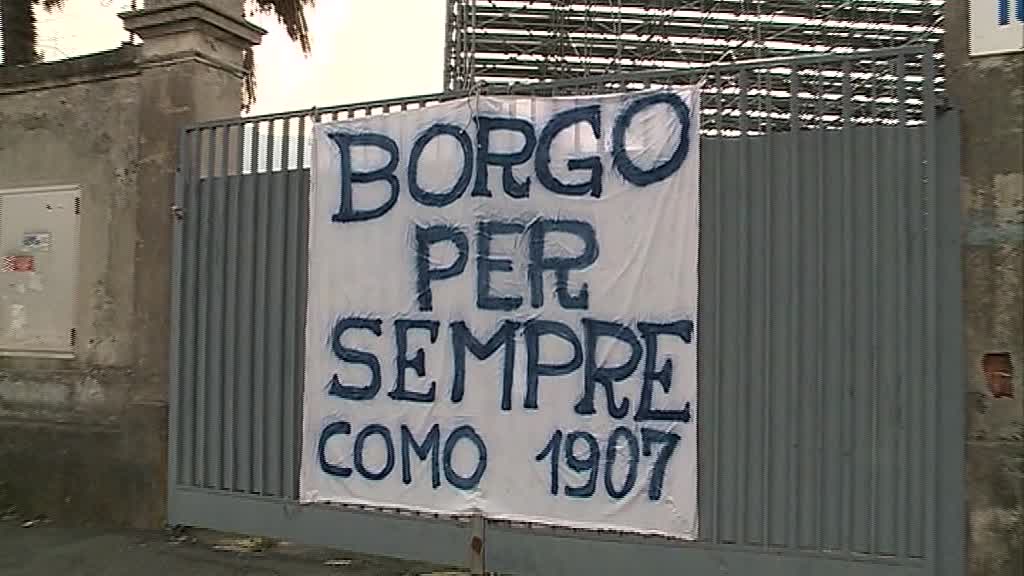 BORGO
PER
SEMPRE
COMO 1907